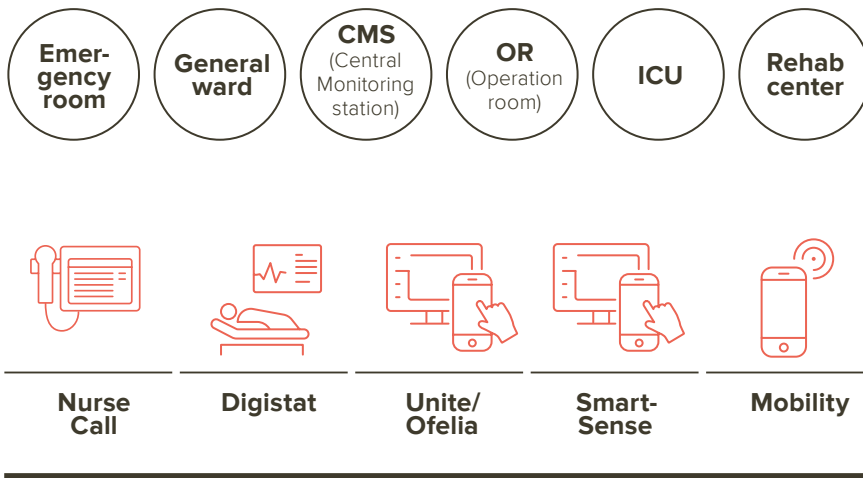 Emer-
gency
room
General
ward
CMS
(Central
Monitoring
station)
OR
(Operation
room)
ICU
Rehab
center
Nurse
Call
Digistat
Unite/
Ofelia
Smart-
Sense
Mobility